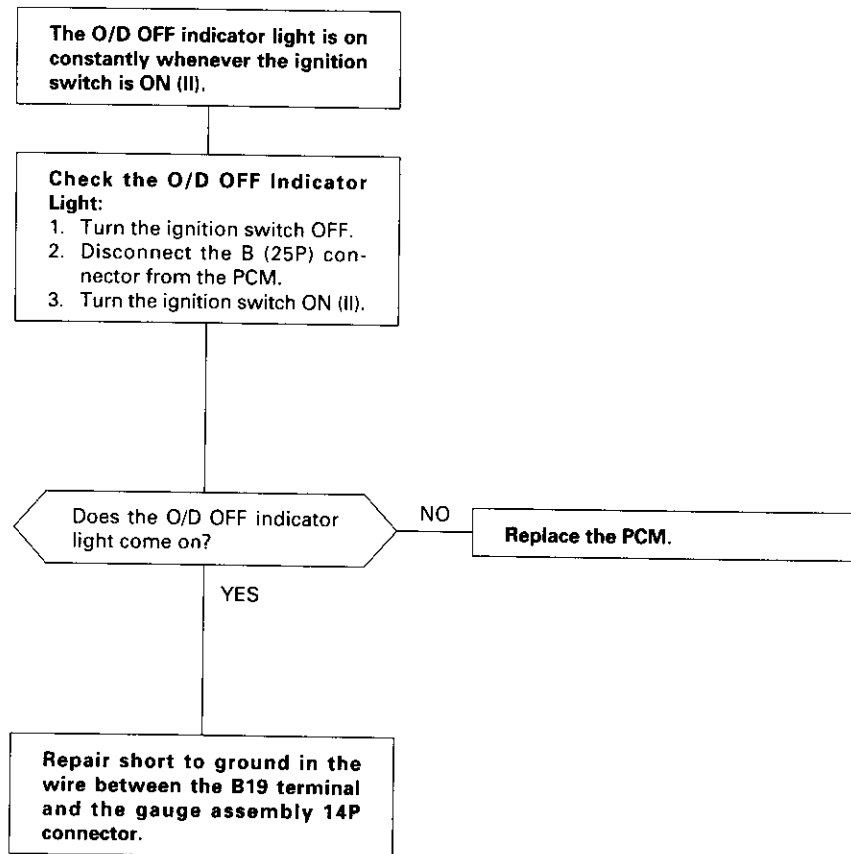 The O/D OFF indicator light is on
constantly whenever the ignition
switch is ON (II).
Check the O/D OFF Indicator
Light:
1. Turn the ignition switch OFF.
2. Disconnect the B (25P) con-
nector from the PCM.
3. Turn the ignition switch ON (II).
Does the O/D OFF indicator
light come on?
NO
Replace the PCM.
YES
Repair short to ground in the
wire between the B19 terminal
and the gauge assembly 14P
connector.